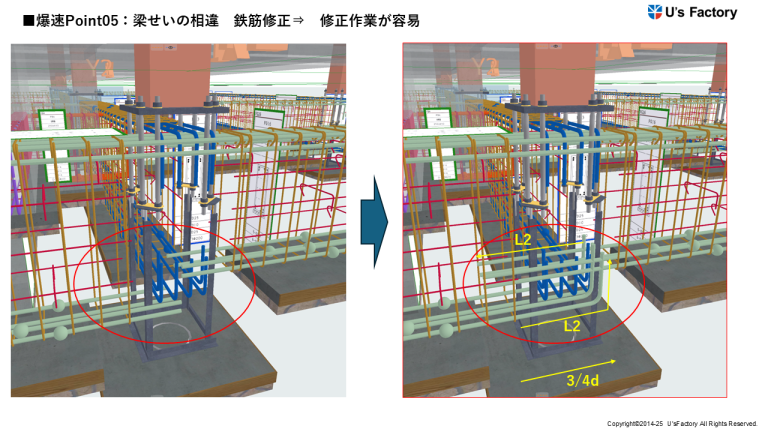 ■爆速Point05：梁せいの相違　鉄筋修正⇒　修正作業が容易
U's Factory
L2
L2
3/4d
Copyright©2014-25　U'sFactory All Rights Reserved.